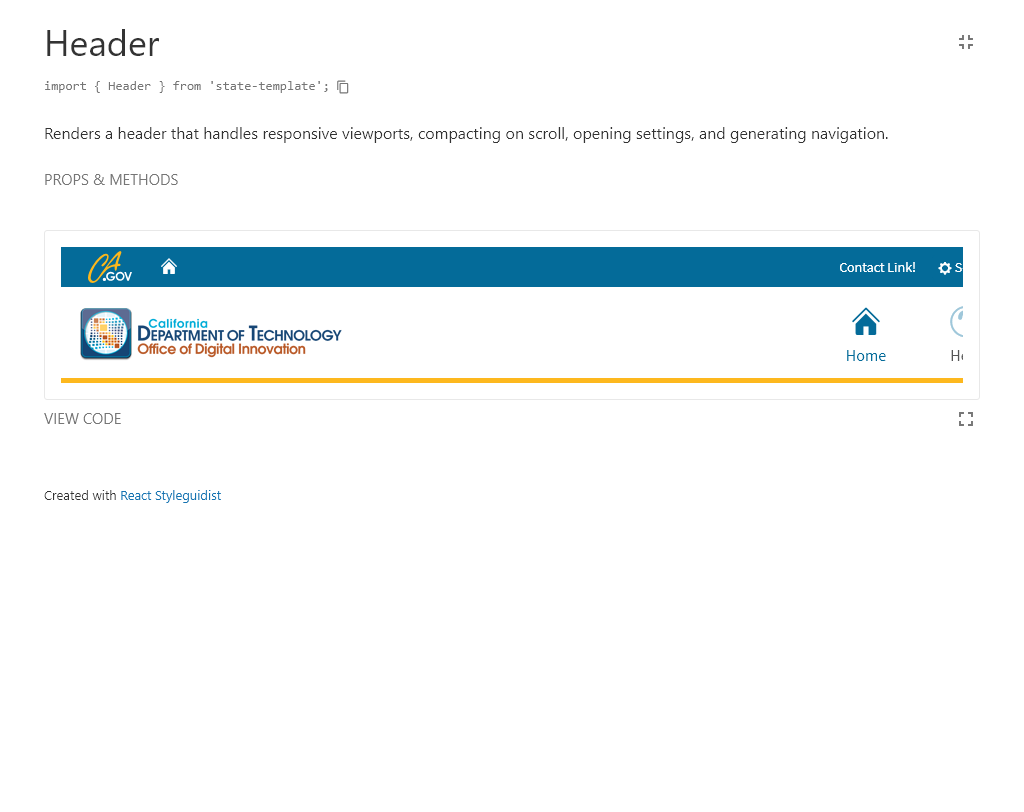 Header
import { Header } from 'state-template';
Renders a header that handles responsive viewports, compacting on scroll, opening settings, and generating navigation.
PROPS & METHODS
CA.GOV
Contact Link!
California
DEPARTMENT OF TECHNOLOGY
Office of Digital Innovation
Home
VIEW CODE
Created with React Styleguidist